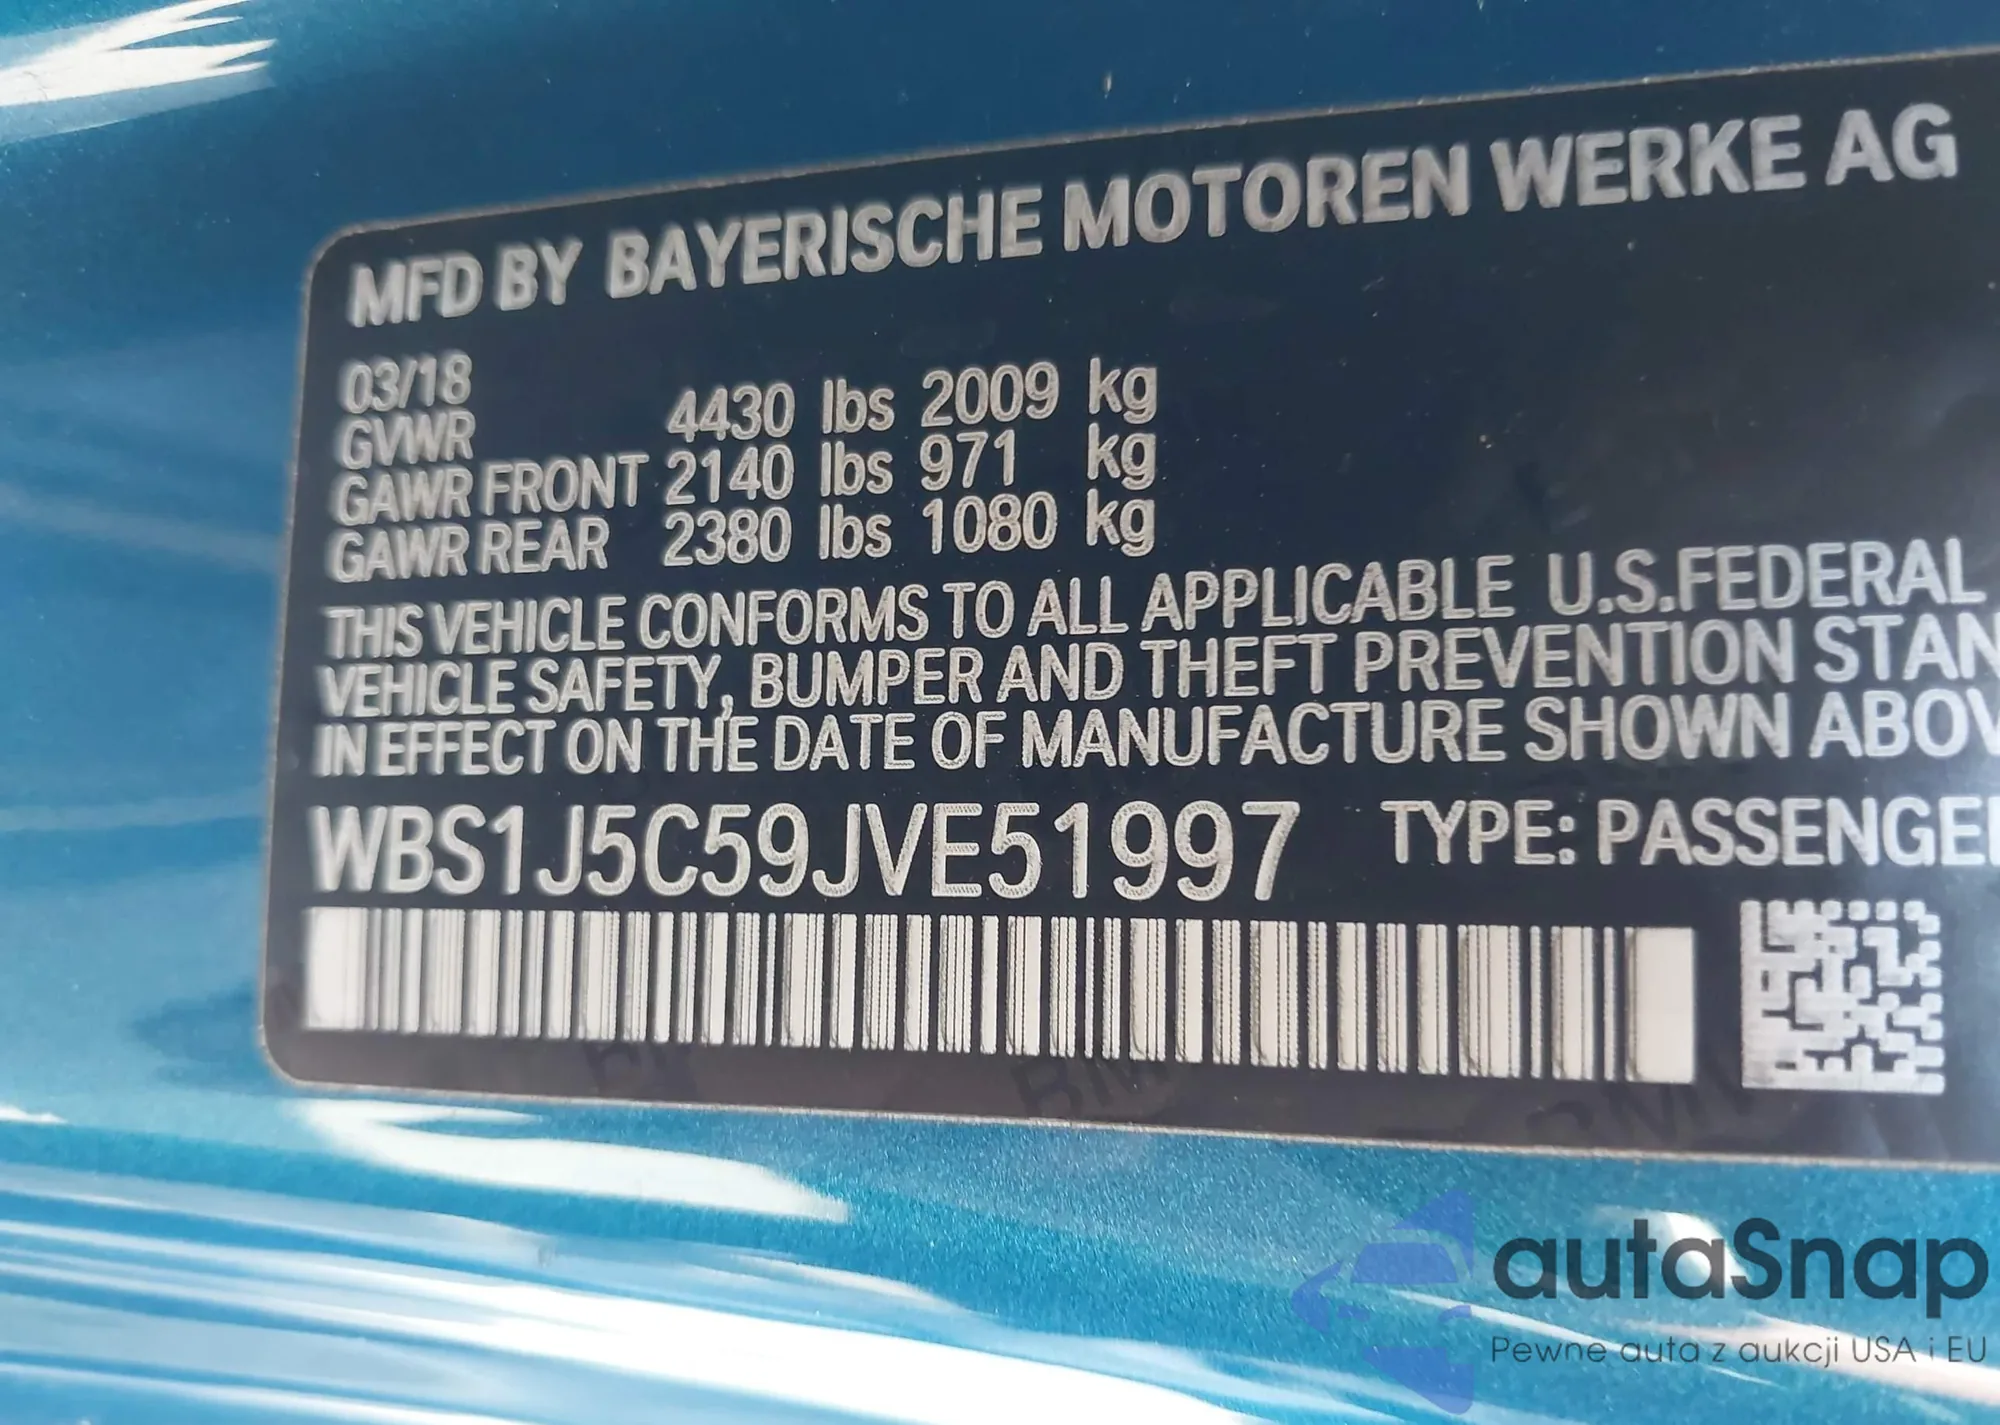 MFD BY BAYERISCHE MOTOREN WERKE AG
03/18
GVWR 4430 lbs 2009 kg
GAWR FRONT 2140 lbs 971 kg
GAWR REAR 2380 lbs 1080 kg
THIS VEHICLE CONFORMS TO ALL APPLICABLE U.S.FEDERAL
VEHICLE SAFETY, BUMPER AND THEFT PREVENTION STAN
IN EFFECT ON THE DATE OF MANUFACTURE SHOWN ABOV
WBS1J5C59JVE51997 TYPE: PASSENGER
autaSnap
Pewne auta z aukcji USA i EU